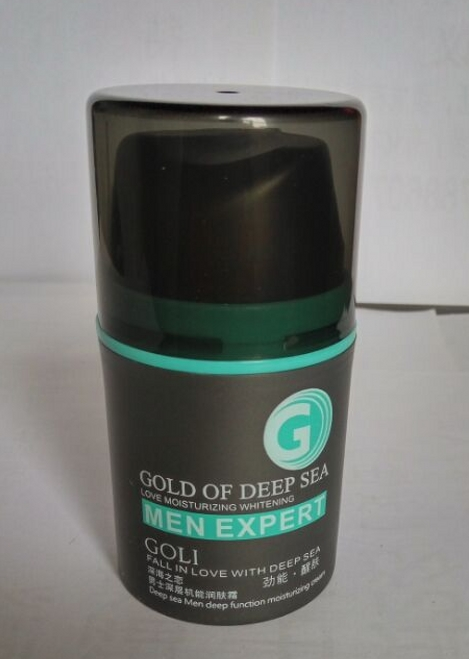 G
GOLD OF DEEP SEA
LOVE MOISTURIZING WHITENING
MEN EXPERT
GOLI
FALL IN LOVE WITH DEEP SEA
深海之恋
劲能·醒肤
男士深层机能润肤霜
Deep sea Men deep function moisturizing cream